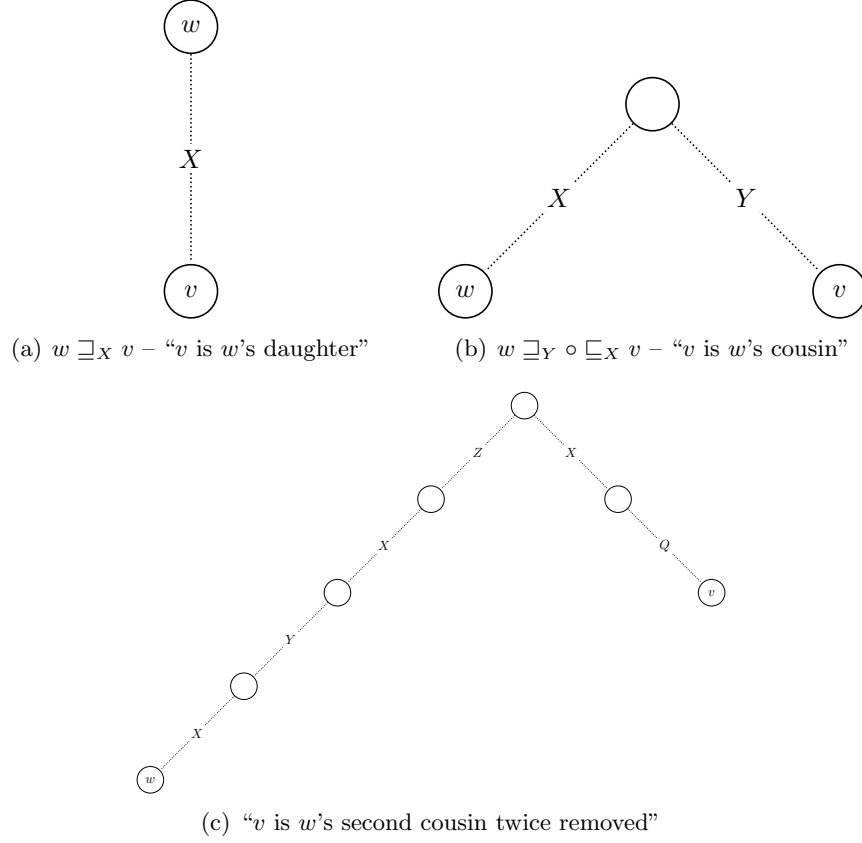 w
X
v
(a) w ⊒_X v – “v is w’s daughter”
X Y
w v
(b) w ⊒_Y ∘ ⊑_X v – “v is w’s cousin”
Z X
X Q
v
Y
X
w
(c) “v is w’s second cousin twice removed”